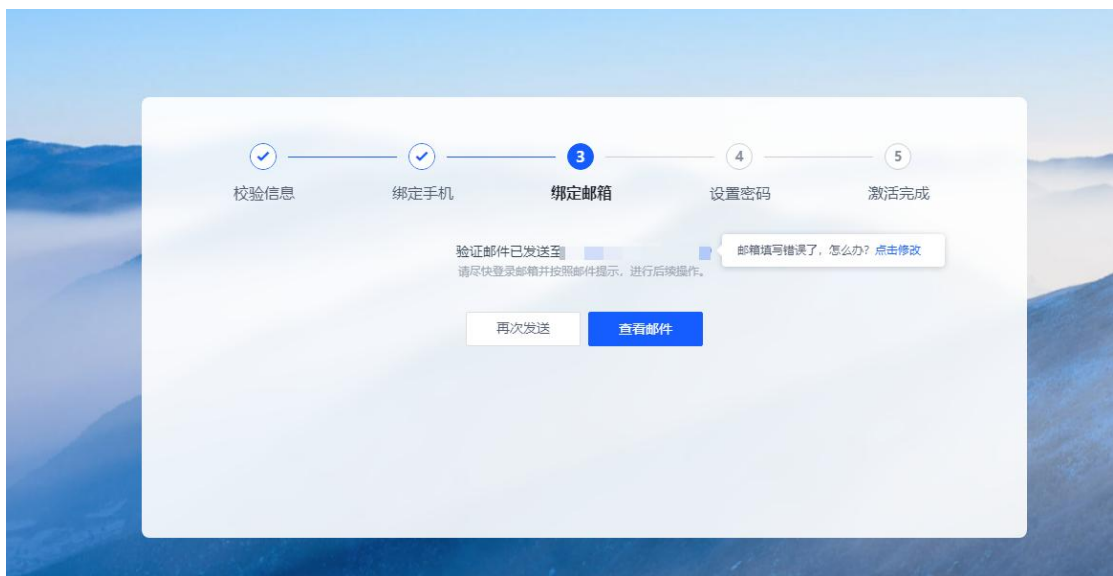 3 4 5
校验信息 绑定手机 绑定邮箱 设置密码 激活完成
验证邮件已发送至
邮箱填写错误了，怎么办？点击修改
请尽快登录邮箱并按照邮件提示，进行后续操作。
再次发送 查看邮件